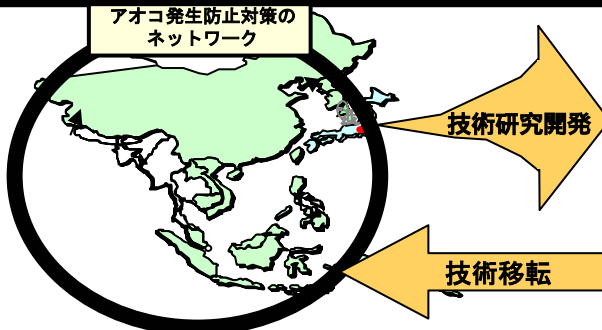 アオコ発生防止対策の
ネットワーク
技術研究開発
技術移転